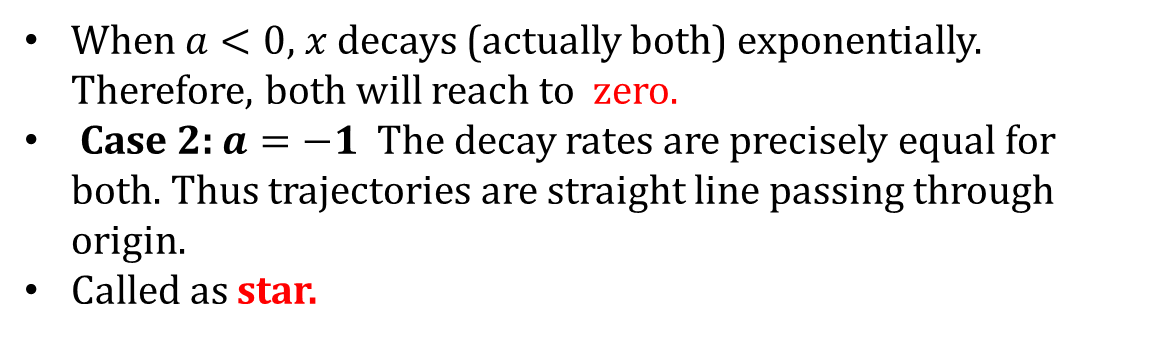 • When 𝑎 < 0, 𝑥 decays (actually both) exponentially.
Therefore, both will reach to zero.
• Case 2: 𝒂 = −𝟏 The decay rates are precisely equal for
both. Thus trajectories are straight line passing through
origin.
• Called as star.